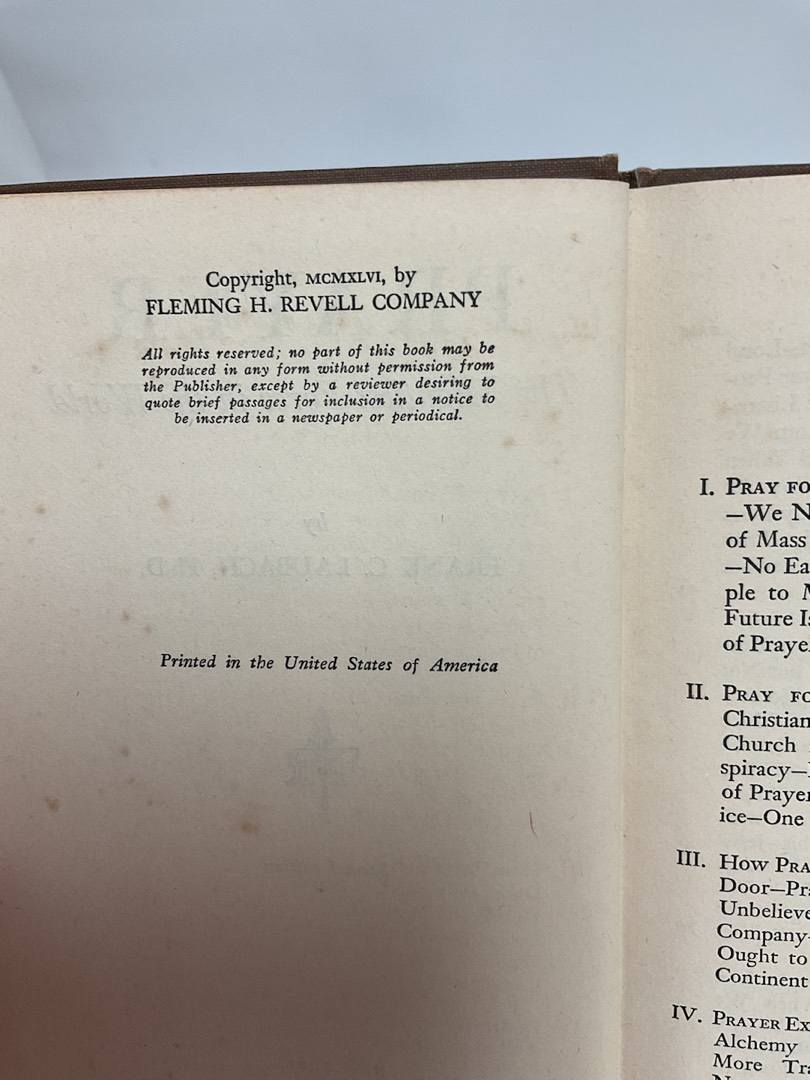 Copyright, MCMXLVI, by
FLEMING H. REVELL COMPANY
All rights reserved; no part of this book may be
reproduced in any form without permission from
the Publisher, except by a reviewer desiring to
quote brief passages for inclusion in a notice to
be inserted in a newspaper or periodical.
Printed in the United States of America
I. PRAY FO
—We N
of Mass
—No Ea
ple to M
Future I
of Praye
II. PRAY FO
Christian
Church
spiracy—
of Prayer
ice—One
III. HOW PRA
Door—Pr
Unbelieve
Company—
Ought to
Continent
IV. PRAYER EX
Alchemy
More Tr